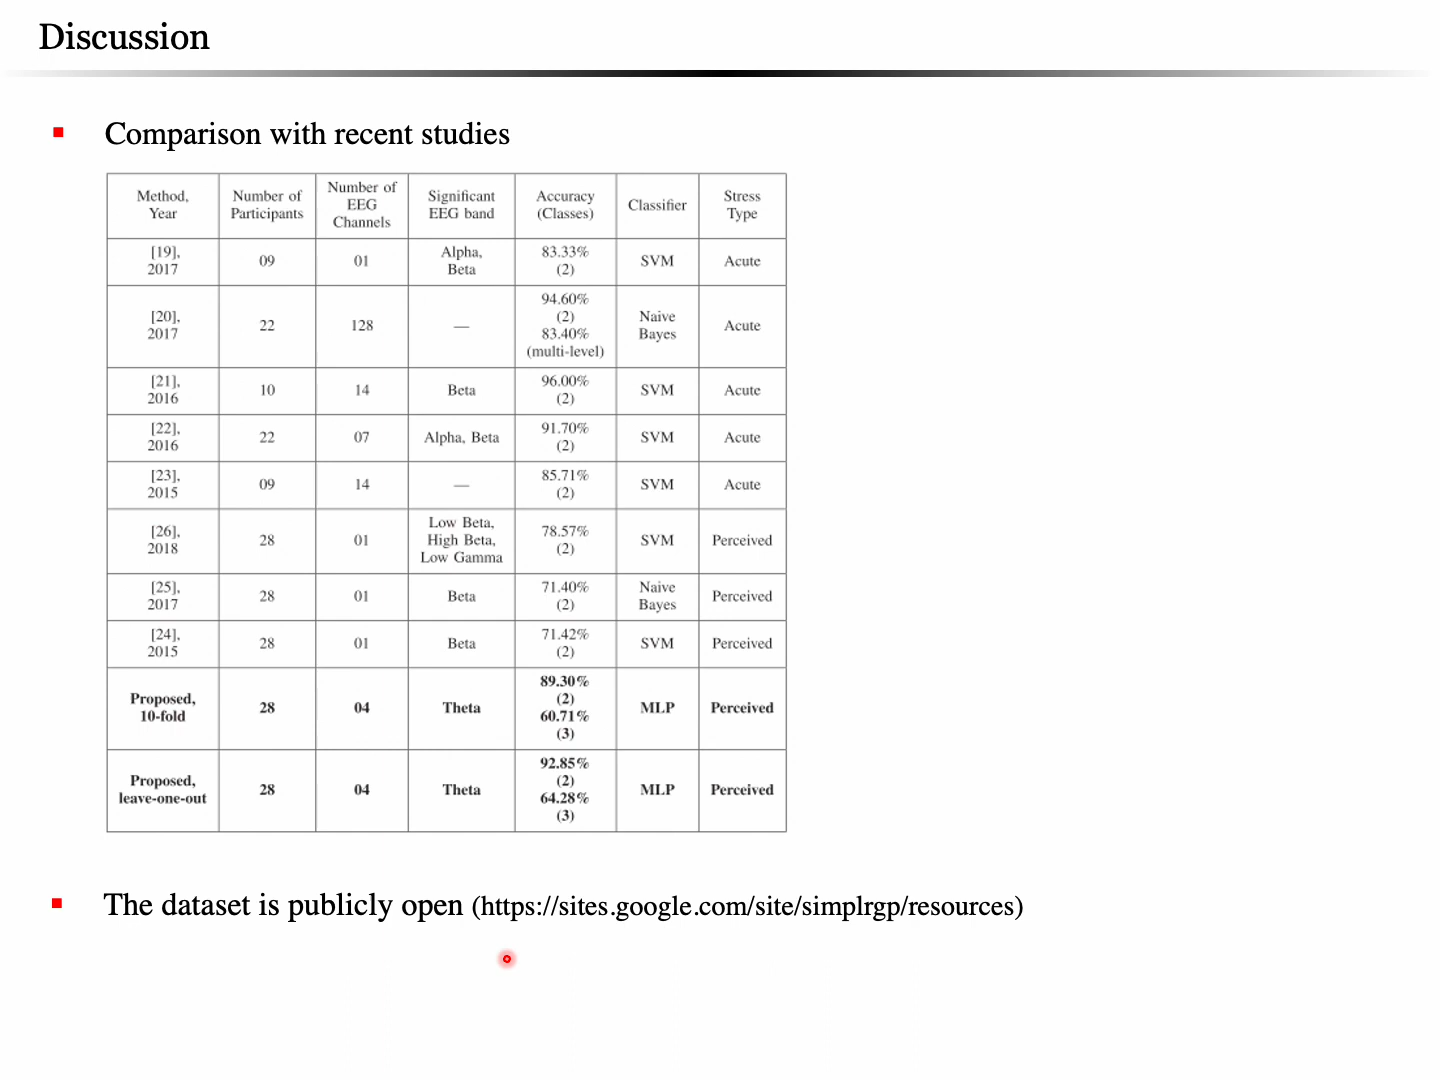 Discussion
▪ Comparison with recent studies
Method, Year | Number of Participants | Number of EEG Channels | Significant EEG band | Accuracy (Classes) | Classifier | Stress Type
[19], 2017 | 09 | 01 | Alpha, Beta | 83.33% (2) | SVM | Acute
[20], 2017 | 22 | 128 | — | 94.60% (2) 83.40% (multi-level) | Naive Bayes | Acute
[21], 2016 | 10 | 14 | Beta | 96.00% (2) | SVM | Acute
[22], 2016 | 22 | 07 | Alpha, Beta | 91.70% (2) | SVM | Acute
[23], 2015 | 09 | 14 | — | 85.71% (2) | SVM | Acute
[26], 2018 | 28 | 01 | Low Beta, High Beta, Low Gamma | 78.57% (2) | SVM | Perceived
[25], 2017 | 28 | 01 | Beta | 71.40% (2) | Naive Bayes | Perceived
[24], 2015 | 28 | 01 | Beta | 71.42% (2) | SVM | Perceived
Proposed, 10-fold | 28 | 04 | Theta | 89.30% (2) 60.71% (3) | MLP | Perceived
Proposed, leave-one-out | 28 | 04 | Theta | 92.85% (2) 64.28% (3) | MLP | Perceived
▪ The dataset is publicly open (https://sites.google.com/site/simplrgp/resources)